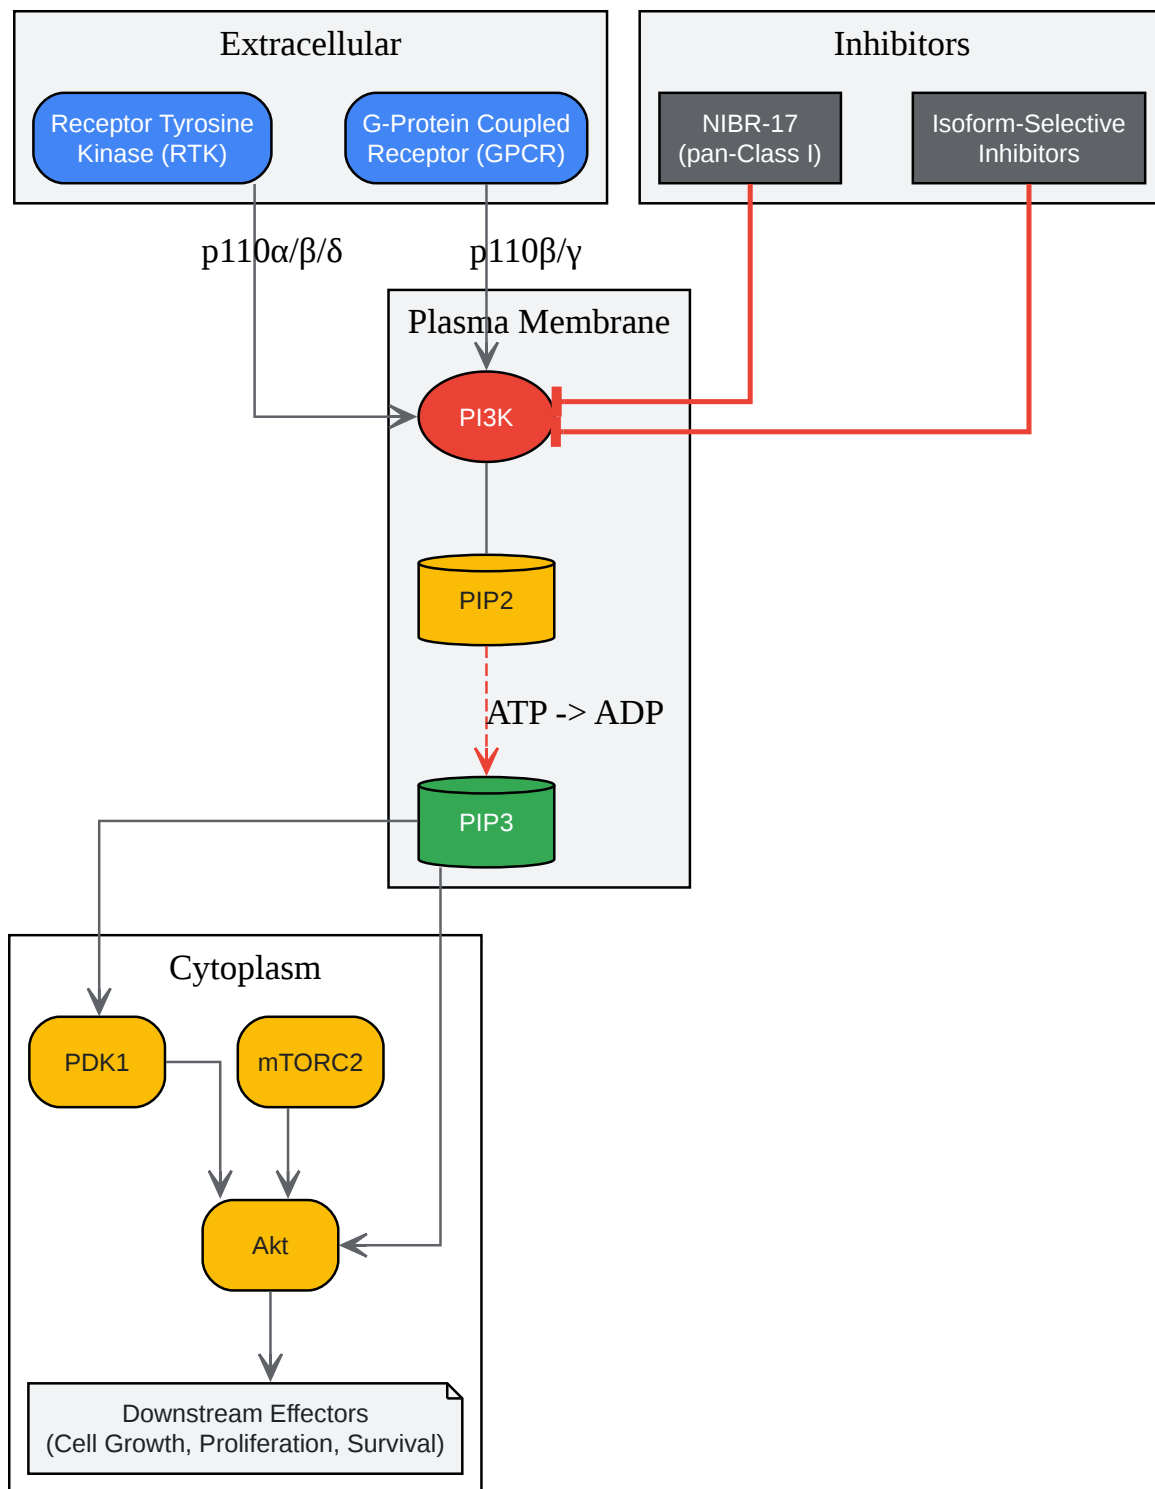 Extracellular
Inhibitors
Receptor Tyrosine
Kinase (RTK)
G-Protein Coupled
Receptor (GPCR)
NIBR-17
(pan-Class I)
Isoform-Selective
Inhibitors
p110α/β/δ
p110β/γ
Plasma Membrane
PI3K
PIP2
ATP -> ADP
PIP3
Cytoplasm
PDK1
mTORC2
Akt
Downstream Effectors
(Cell Growth, Proliferation, Survival)